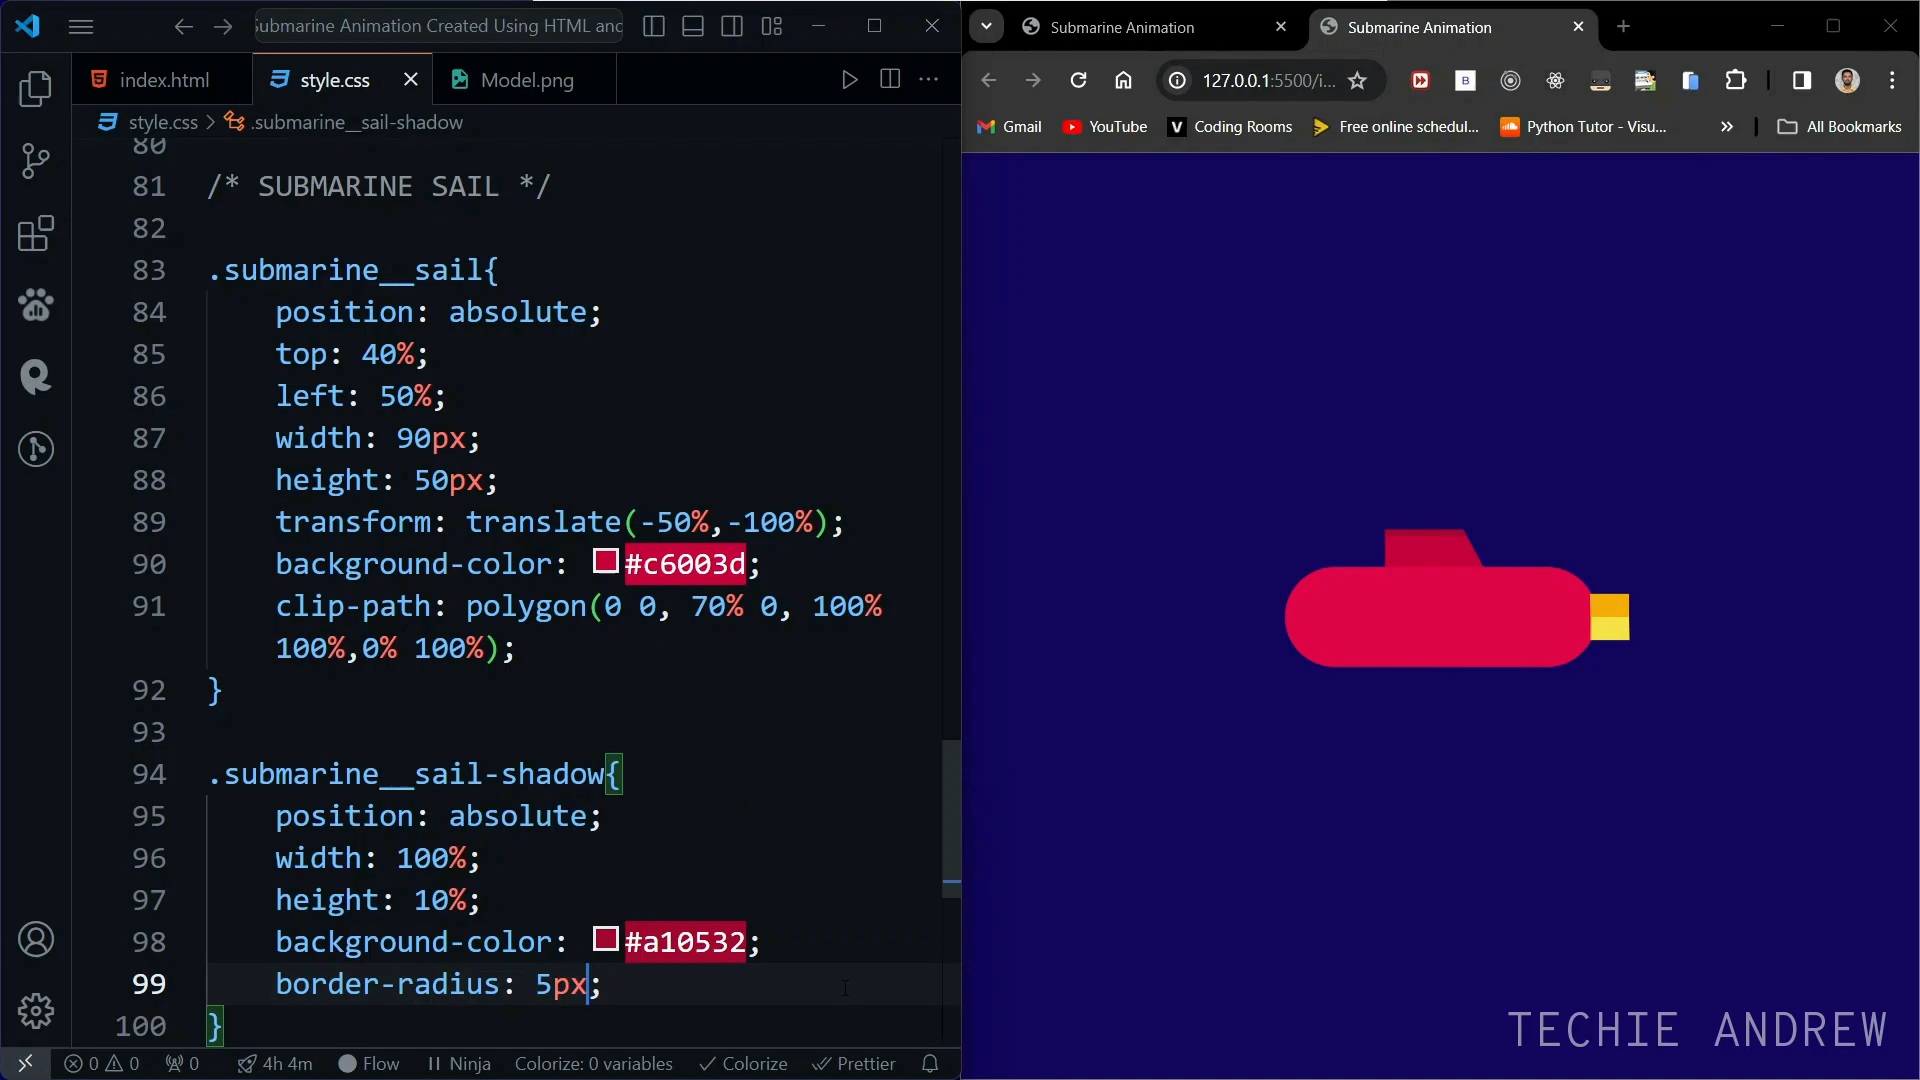 Submarine Animation Created Using HTML and
index.html
style.css
Model.png
style.css > .submarine__sail-shadow
80
81 /* SUBMARINE SAIL */
82
83 .submarine__sail{
84 position: absolute;
85 top: 40%;
86 left: 50%;
87 width: 90px;
88 height: 50px;
89 transform: translate(-50%,-100%);
90 background-color: #c6003d;
91 clip-path: polygon(0 0, 70% 0, 100%
100%,0% 100%);
92 }
93
94 .submarine__sail-shadow{
95 position: absolute;
96 width: 100%;
97 height: 10%;
98 background-color: #a10532;
99 border-radius: 5px;
100 }
0 0 0 4h 4m Flow Ninja Colorize: 0 variables Colorize Prettier
Submarine Animation
Submarine Animation
127.0.0.1:5500/i...
Gmail YouTube Coding Rooms Free online schedul... Python Tutor - Visu... » All Bookmarks
TECHIE ANDREW